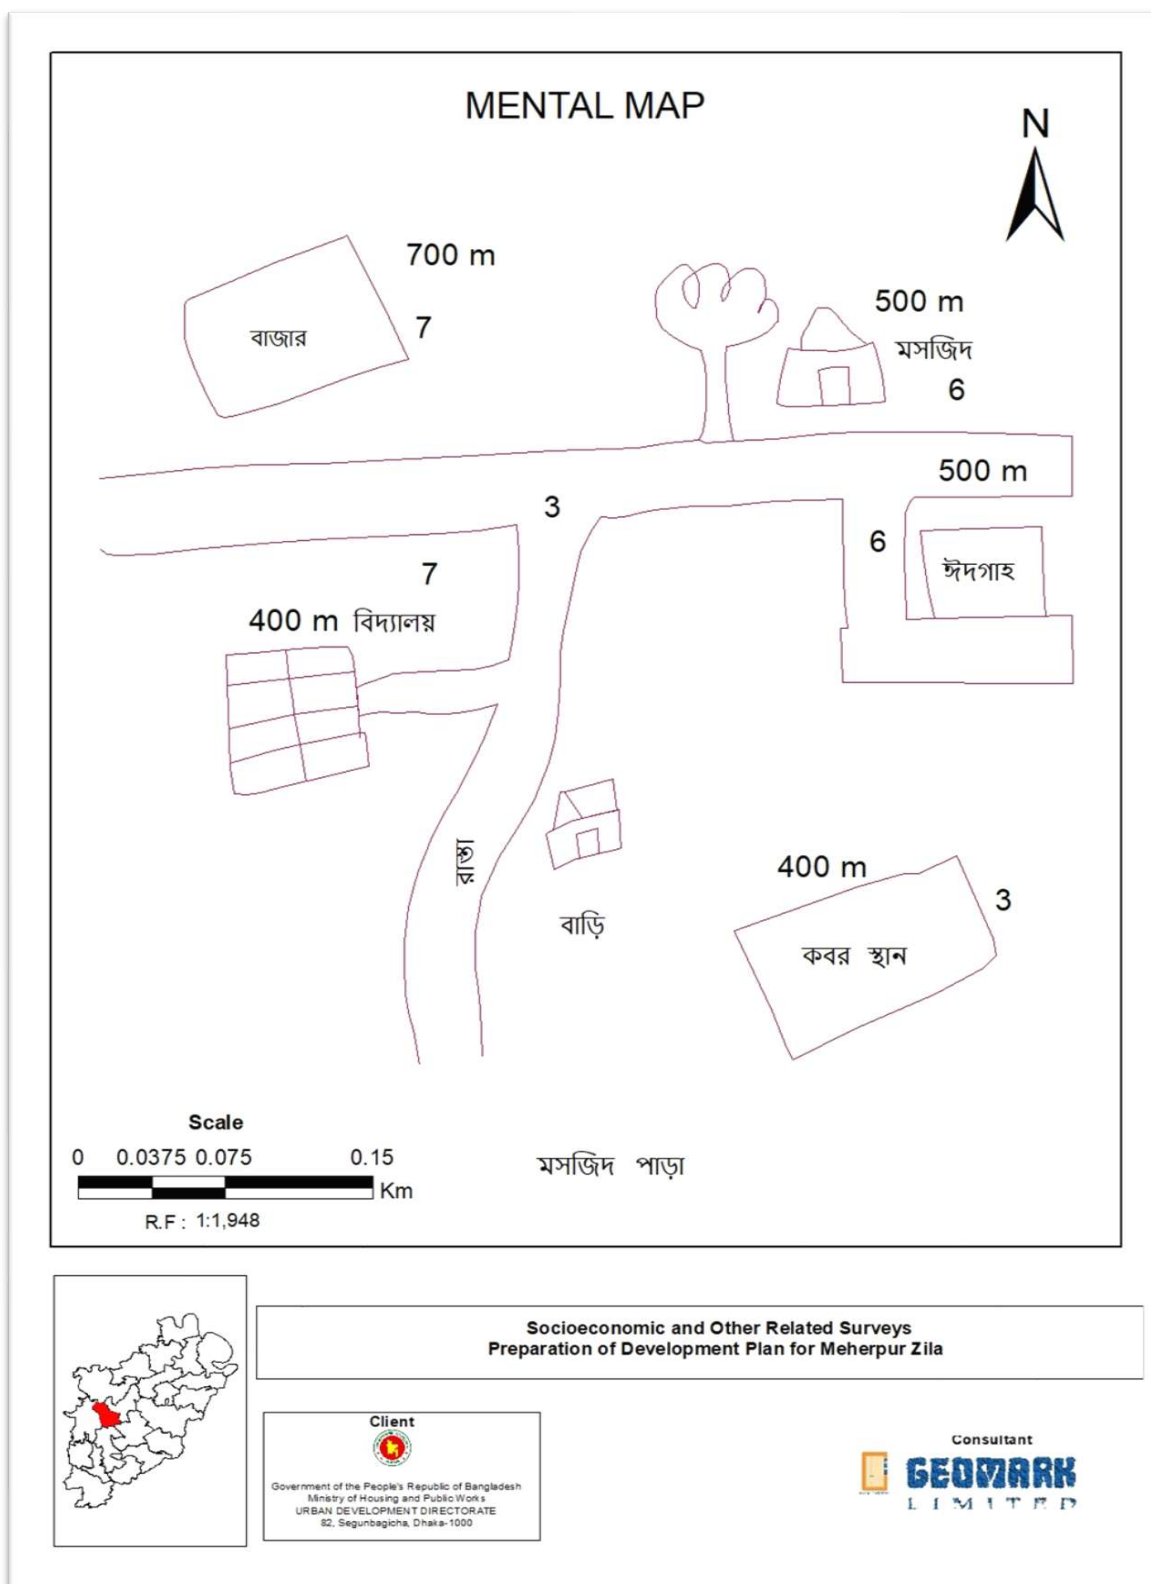 MENTAL MAP
N
700 m
500 m
বাজার
7
মসজিদ
6
500 m
3
6
7
ঈদগাহ
400 m বিদ্যালয়
রাস্তা
400 m
3
বাড়ি
কবর স্থান
Scale
0 0.0375 0.075 0.15
Km
মসজিদ পাড়া
R.F : 1:1,948
Socioeconomic and Other Related Surveys
Preparation of Development Plan for Meherpur Zila
Client
Government of the People's Republic of Bangladesh
Ministry of Housing and Public Works
URBAN DEVELOPMENT DIRECTORATE
82, Segunbagicha, Dhaka-1000
Consultant
GEOMARK
LIMITED